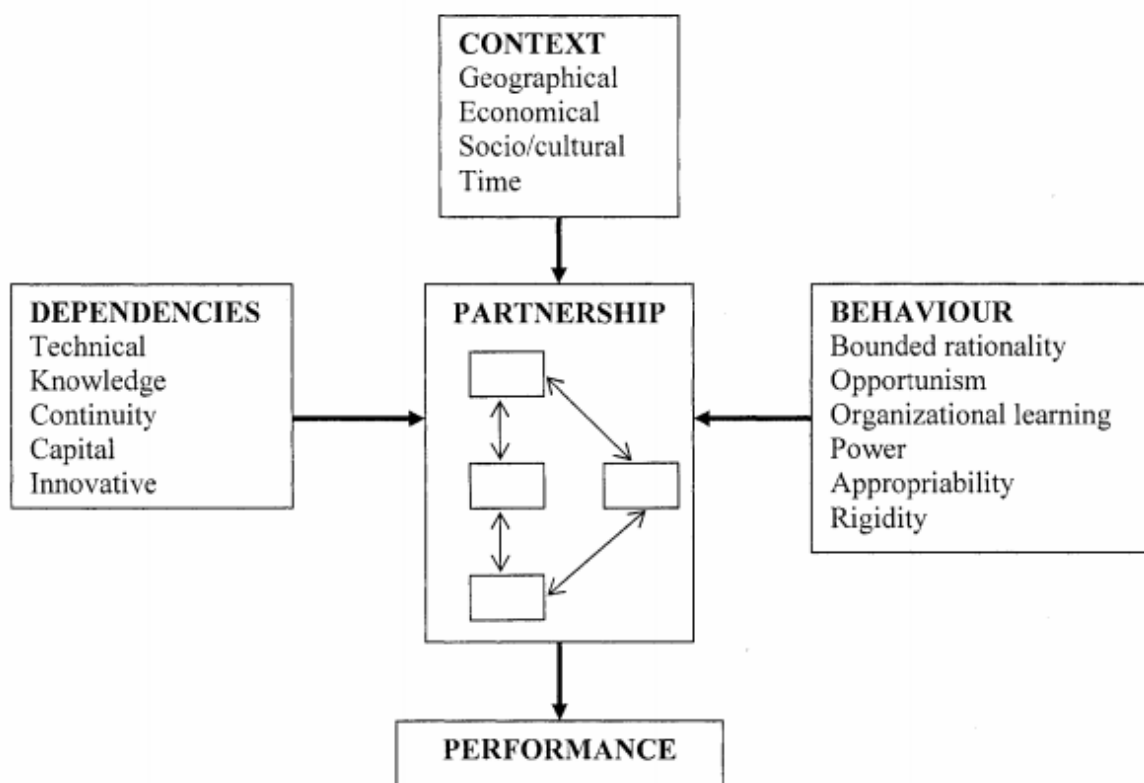 CONTEXT
Geographical
Economical
Socio/cultural
Time
DEPENDENCIES
Technical
Knowledge
Continuity
Capital
Innovative
PARTNERSHIP
BEHAVIOUR
Bounded rationality
Opportunism
Organizational learning
Power
Appropriability
Rigidity
PERFORMANCE